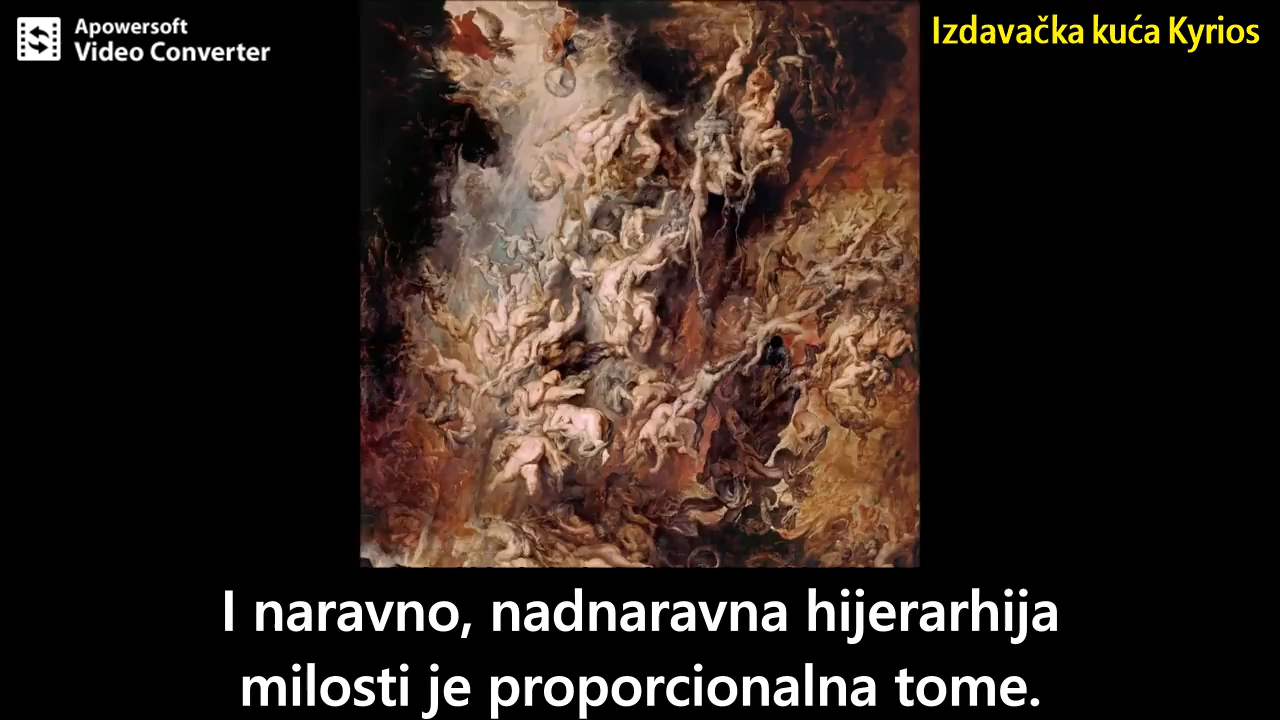 Apowersoft
Video Converter
Izdavačka kuća Kyrios
I naravno, nadnaravna hijerarhija
milosti je proporcionalna tome.